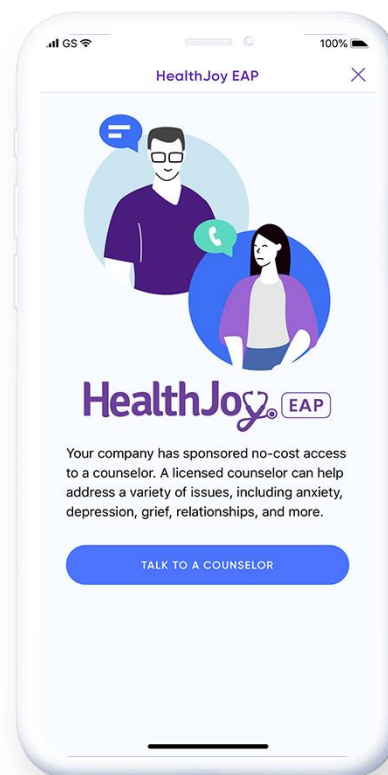 GS 100%
HealthJoy EAP
HealthJoy EAP
Your company has sponsored no-cost access
to a counselor. A licensed counselor can help
address a variety of issues, including anxiety,
depression, grief, relationships, and more.
TALK TO A COUNSELOR